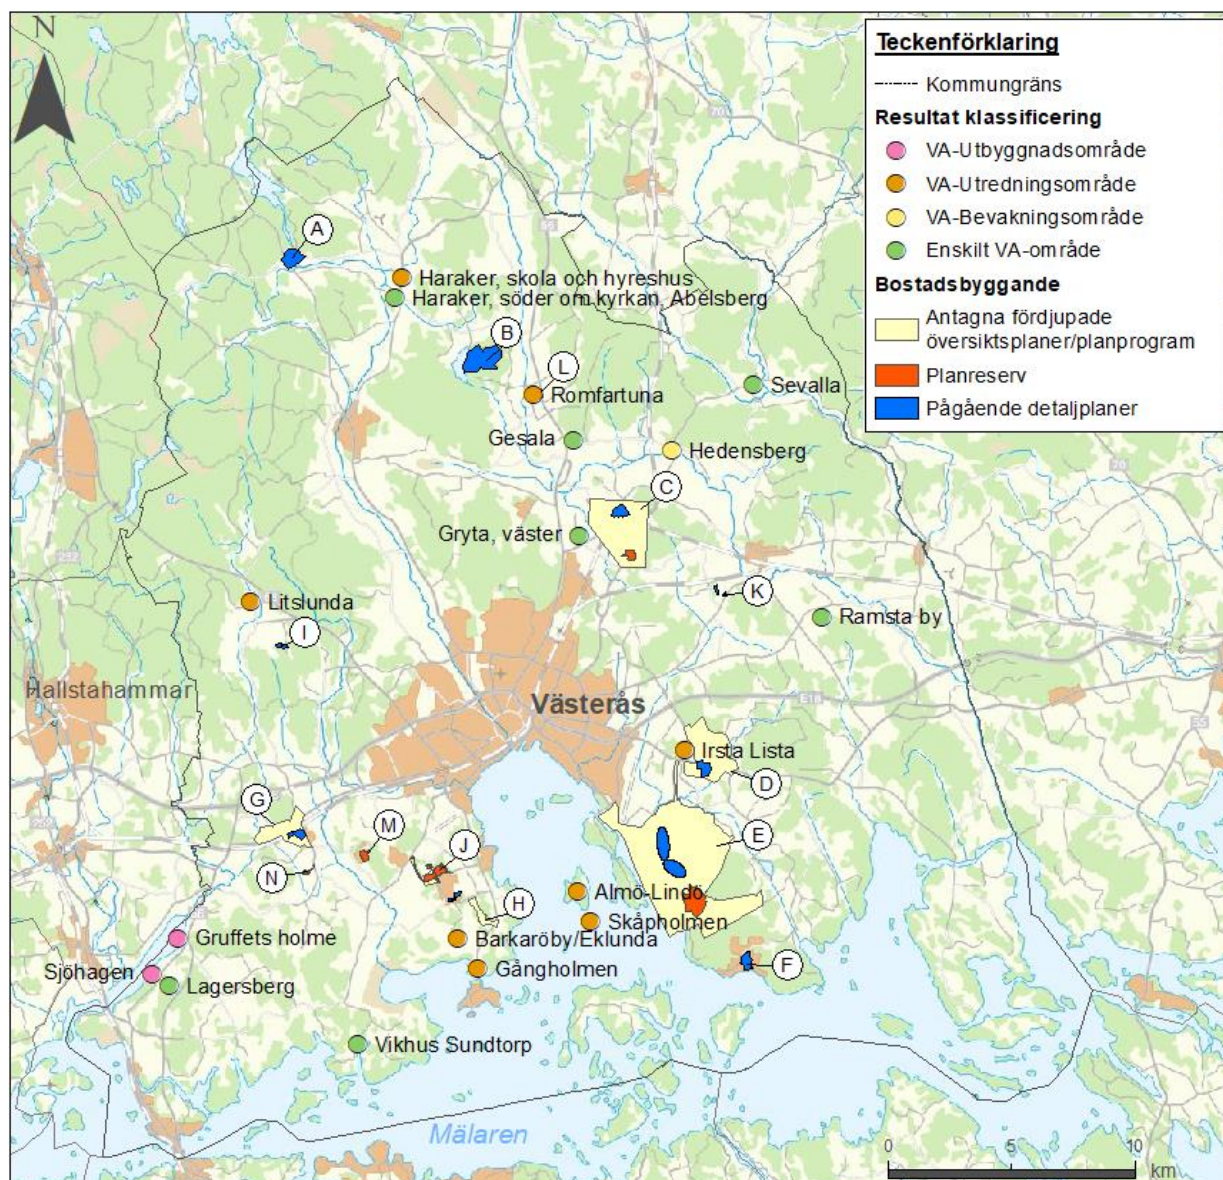 N
Teckenförklaring
Kommungräns
Resultat klassificering
VA-Utbyggnadsområde
VA-Utredningsområde
VA-Bevakningsområde
Enskilt VA-område
Bostadsbyggande
Antagna fördjupade
översiktsplaner/planprogram
Planreserv
Pågående detaljplaner
A
Haraker, skola och hyreshus
Haraker, söder om kyrkan, Abelsberg
B
L
Romfartuna
Sevalla
Gesala
Hedensberg
C
Gryta, väster
K
Litslunda
Ramsta by
I
Hallstahammar
Västerås
E18
Irsta Lista
D
G
M
E
J
N
Almö-Lindö
H
Skåpholmen
Gruffets holme
Barkaröby/Eklunda
Sjöhagen
Gångholmen
F
Lagersberg
Vikhus Sundtorp
Mälaren
0 5 10
km